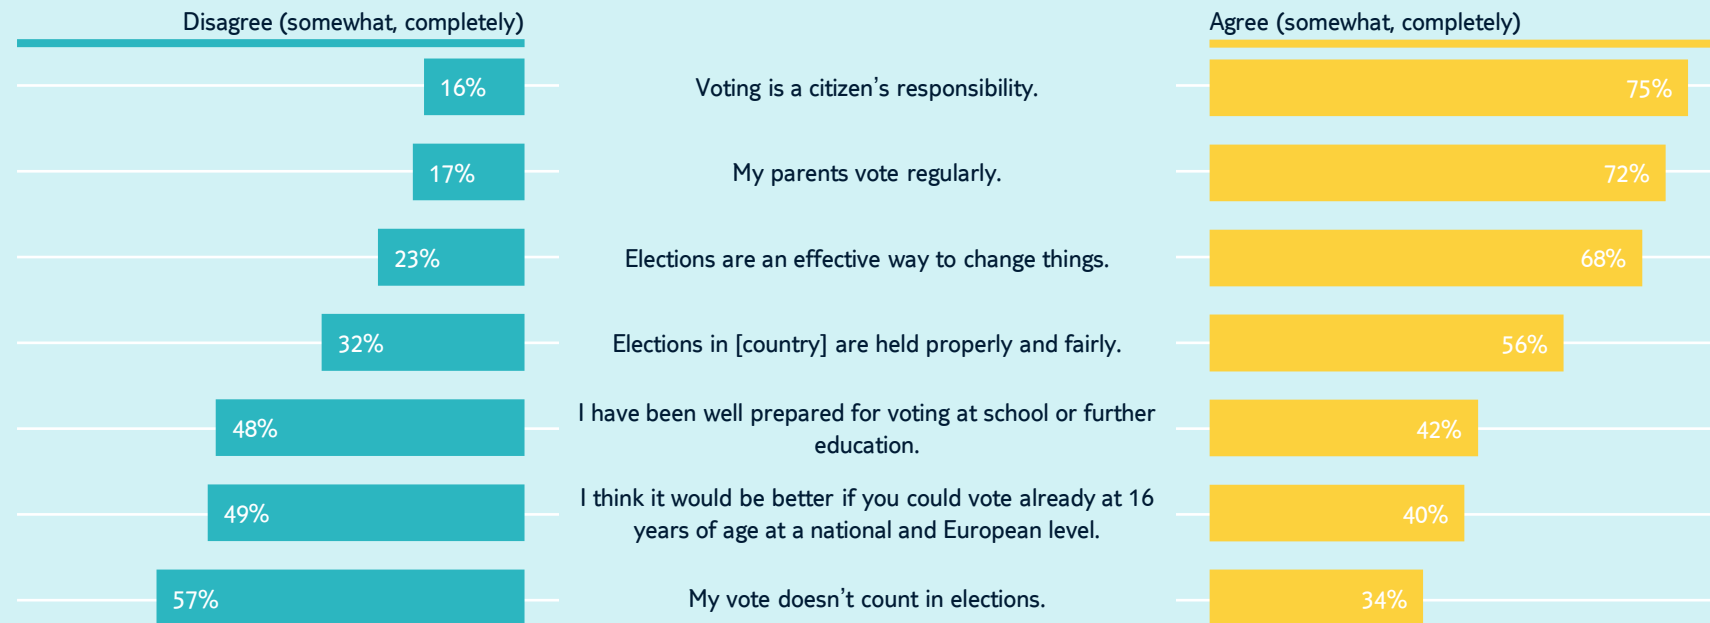 Disagree (somewhat, completely)
Agree (somewhat, completely)
16%
Voting is a citizen’s responsibility.
75%
17%
My parents vote regularly.
72%
23%
Elections are an effective way to change things.
68%
32%
Elections in [country] are held properly and fairly.
56%
48%
I have been well prepared for voting at school or further
education.
42%
49%
I think it would be better if you could vote already at 16
years of age at a national and European level.
40%
57%
My vote doesn’t count in elections.
34%